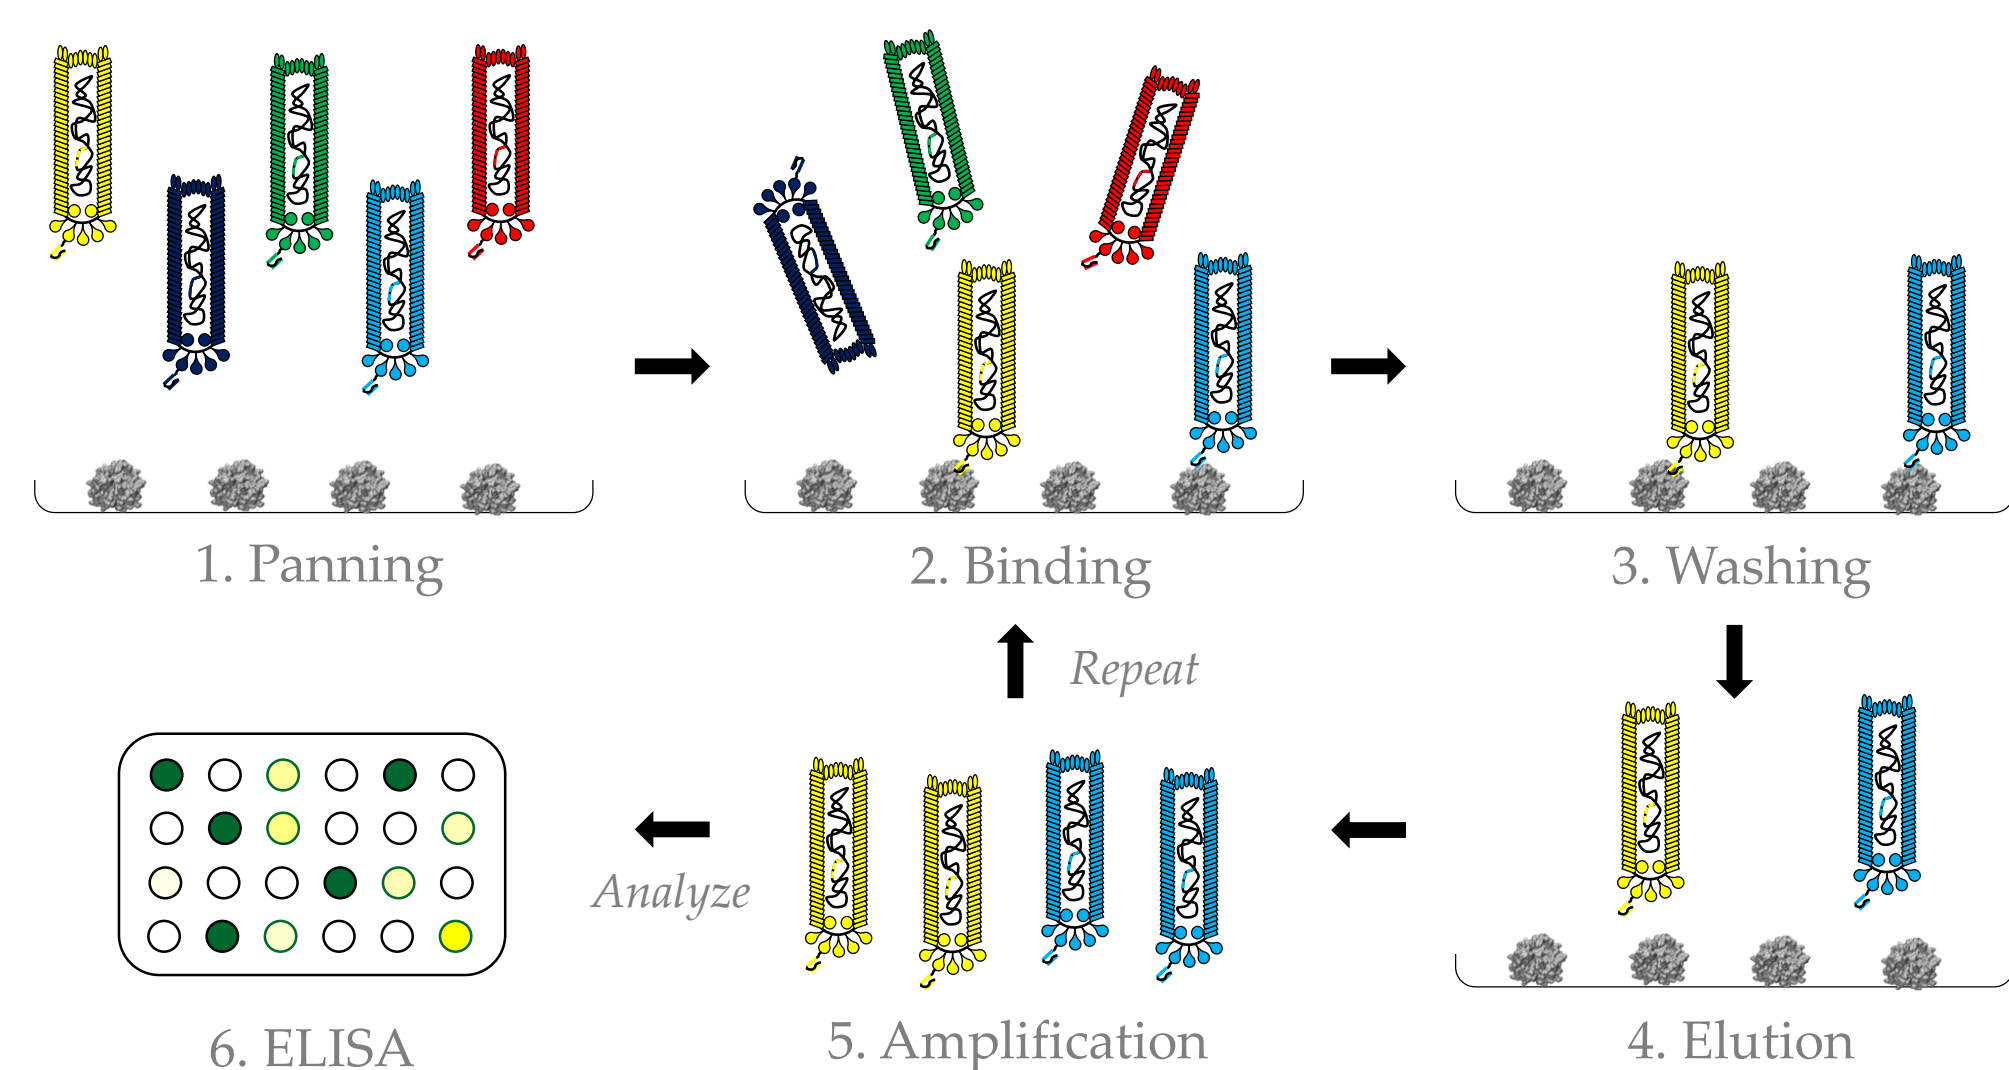 1. Panning
2. Binding
3. Washing
Repeat
Analyze
6. ELISA
5. Amplification
4. Elution